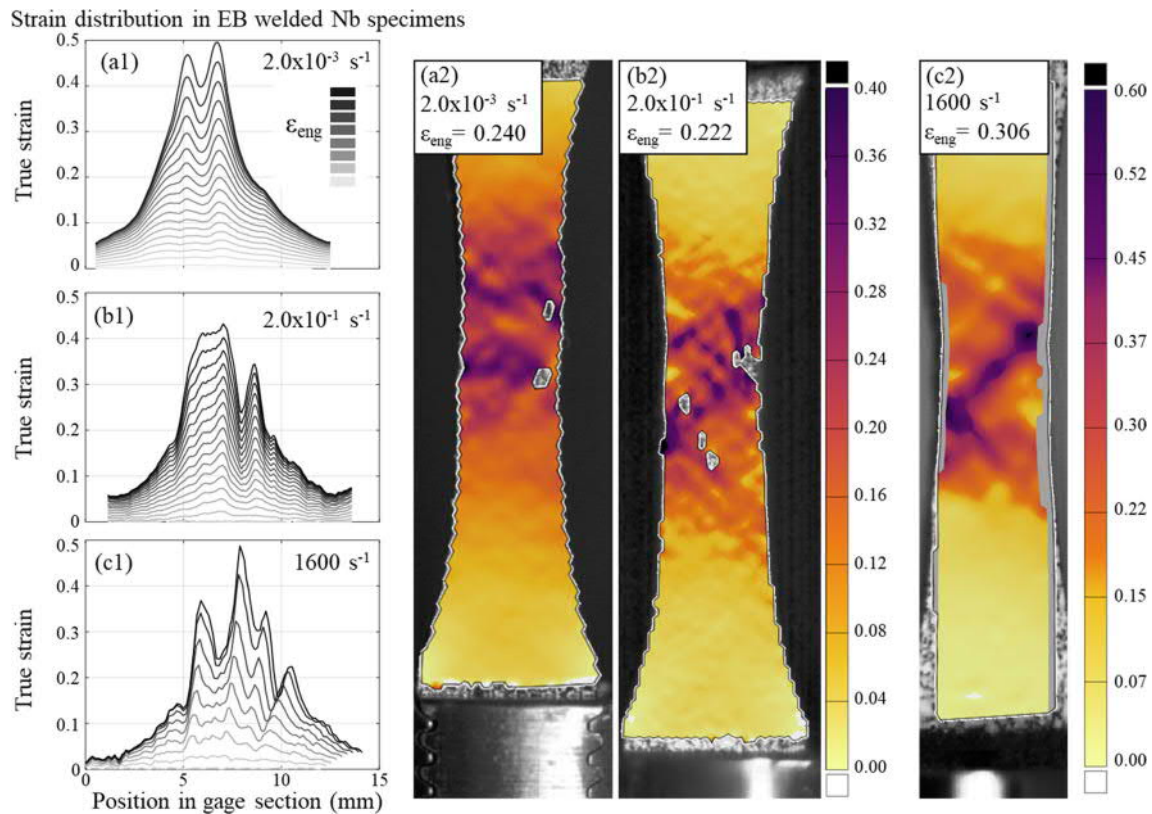 Strain distribution in EB welded Nb specimens
(a1) 2.0x10⁻³ s⁻¹
εeng
True strain
0.5
0.4
0.3
0.2
0.1
0
(b1) 2.0x10⁻¹ s⁻¹
True strain
0.5
0.4
0.3
0.2
0.1
0
(c1) 1600 s⁻¹
True strain
0.5
0.4
0.3
0.2
0.1
0
0 5 10 15
Position in gage section (mm)
(a2)
2.0x10⁻³ s⁻¹
εeng= 0.240
(b2)
2.0x10⁻¹ s⁻¹
εeng= 0.222
0.40
0.36
0.32
0.28
0.24
0.20
0.16
0.12
0.08
0.04
0.00
(c2)
1600 s⁻¹
εeng= 0.306
0.60
0.52
0.45
0.37
0.30
0.22
0.15
0.07
0.00